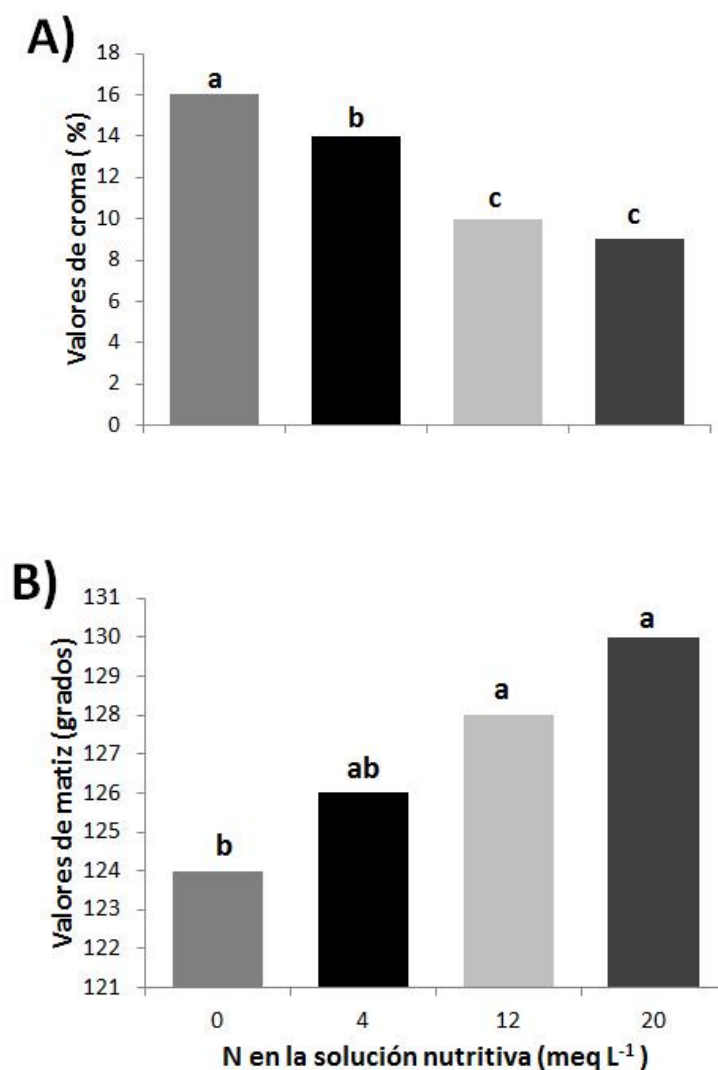 A)
Valores de croma ( %)
18
16
14
12
10
8
6
4
2
0
a
b
c
c
B)
Valores de matiz (grados)
131
130
129
128
127
126
125
124
123
122
121
b
ab
a
a
0 4 12 20
N en la solución nutritiva (meq L⁻¹ )